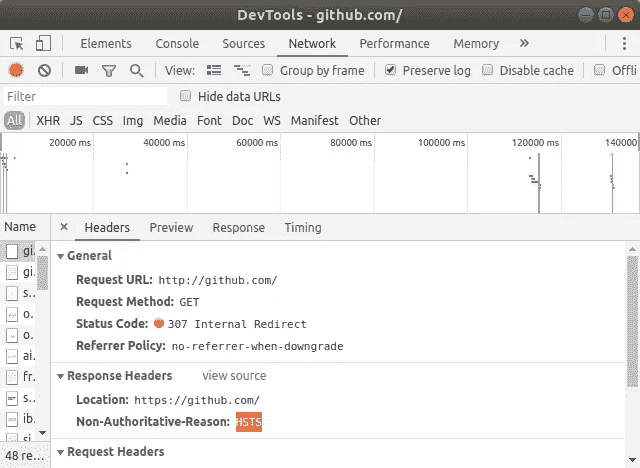 DevTools - github.com/
Elements Console Sources Network Performance Memory »
View: Group by frame Preserve log Disable cache Offli
Filter Hide data URLs
All XHR JS CSS Img Media Font Doc WS Manifest Other
20000 ms 40000 ms 60000 ms 80000 ms 100000 ms 120000 ms 140000
Name × Headers Preview Response Timing
gi
gi
s..
o.
o.
ai
fr
s..
ib
si
48 re...
General
Request URL: http://github.com/
Request Method: GET
Status Code: 307 Internal Redirect
Referrer Policy: no-referrer-when-downgrade
Response Headers view source
Location: https://github.com/
Non-Authoritative-Reason: HSTS
Request Headers